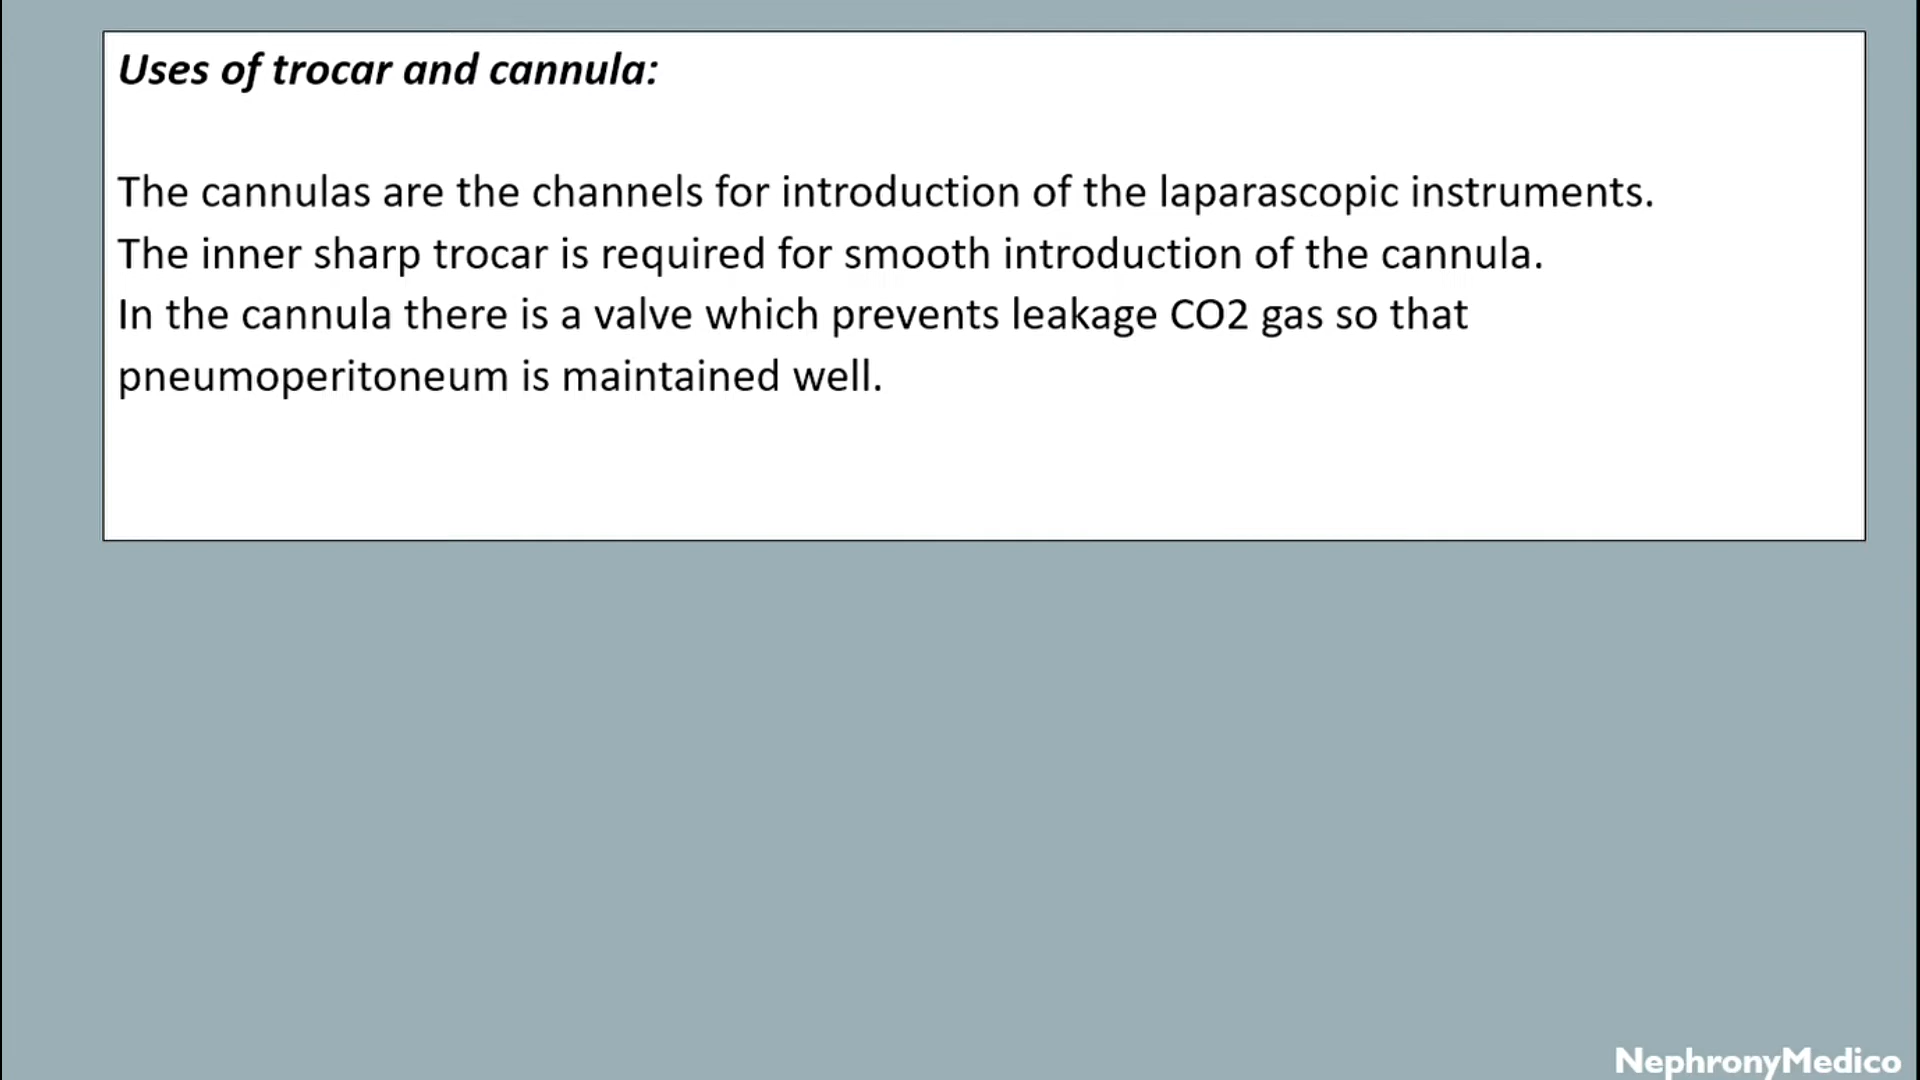 Uses of trocar and cannula:
The cannulas are the channels for introduction of the laparascopic instruments.
The inner sharp trocar is required for smooth introduction of the cannula.
In the cannula there is a valve which prevents leakage CO2 gas so that
pneumoperitoneum is maintained well.
NephronyMedico